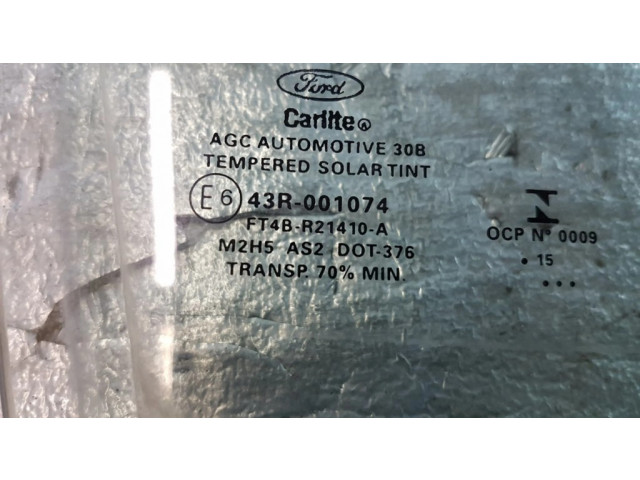 Ford
Carlite
AGC AUTOMOTIVE 30B
TEMPERED SOLAR TINT
E6 43R-001074
FT4B-R21410-A
M2H5 AS2 DOT-376
TRANSP. 70% MIN.
OCP Nº 0009
. 15
...